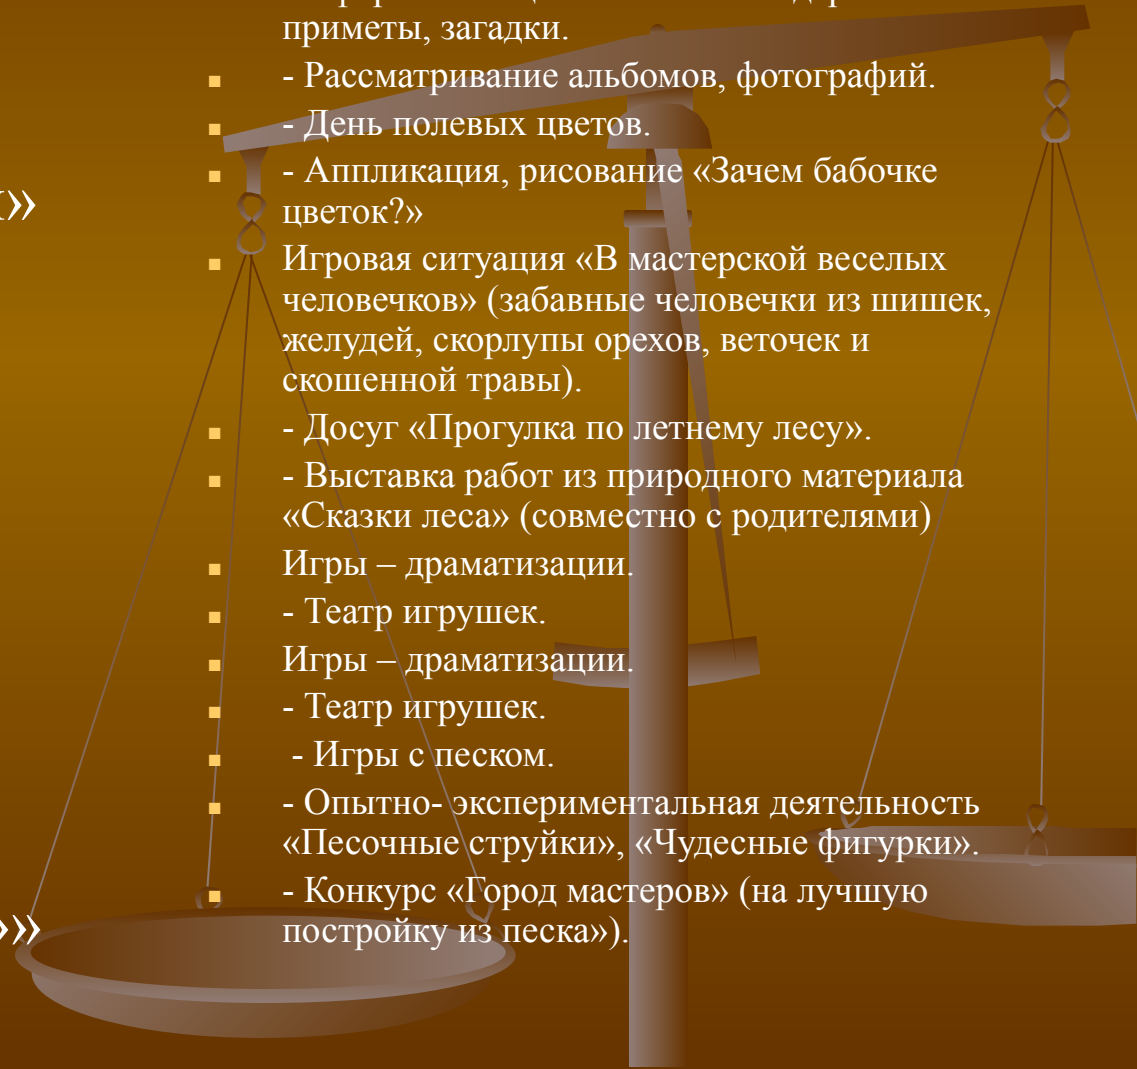 приметы, загадки.
- Рассматривание альбомов, фотографий.
- День полевых цветов.
- Аппликация, рисование «Зачем бабочке
цветок?»
»
Игровая ситуация «В мастерской веселых
человечков» (забавные человечки из шишек,
желудей, скорлупы орехов, веточек и
скошенной травы).
- Досуг «Прогулка по летнему лесу».
- Выставка работ из природного материала
«Сказки леса» (совместно с родителями)
Игры – драматизации.
- Театр игрушек.
Игры – драматизации.
- Театр игрушек.
- Игры с песком.
- Опытно- экспериментальная деятельность
«Песочные струйки», «Чудесные фигурки».
- Конкурс «Город мастеров» (на лучшую
постройку из песка»).
»»